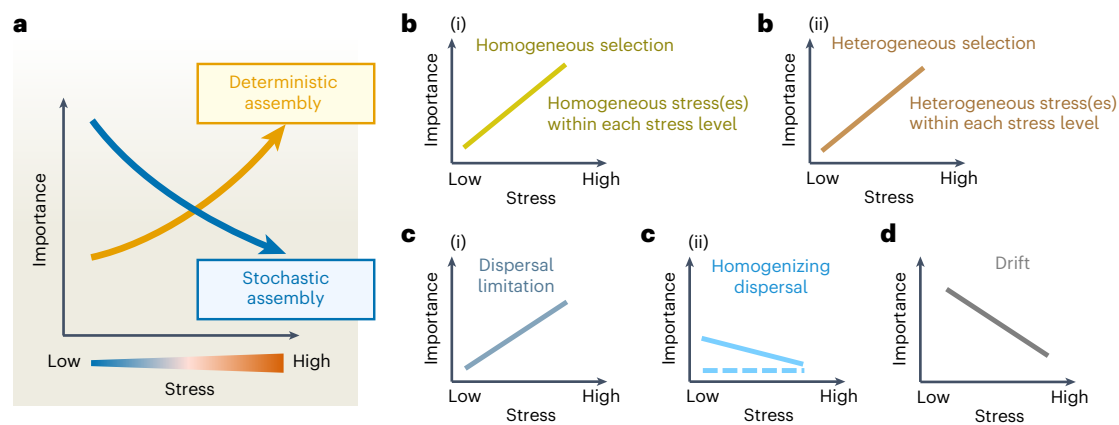 a
Deterministic
assembly
Stochastic
assembly
Importance
Low
High
Stress
b
(i)
Homogeneous selection
Homogeneous stress(es)
within each stress level
Importance
Low
High
Stress
b
(ii)
Heterogeneous selection
Heterogeneous stress(es)
within each stress level
Importance
Low
High
Stress
c
(i)
Dispersal
limitation
Importance
Low
High
Stress
c
(ii)
Homogenizing
dispersal
Importance
Low
High
Stress
d
Drift
Importance
Low
High
Stress